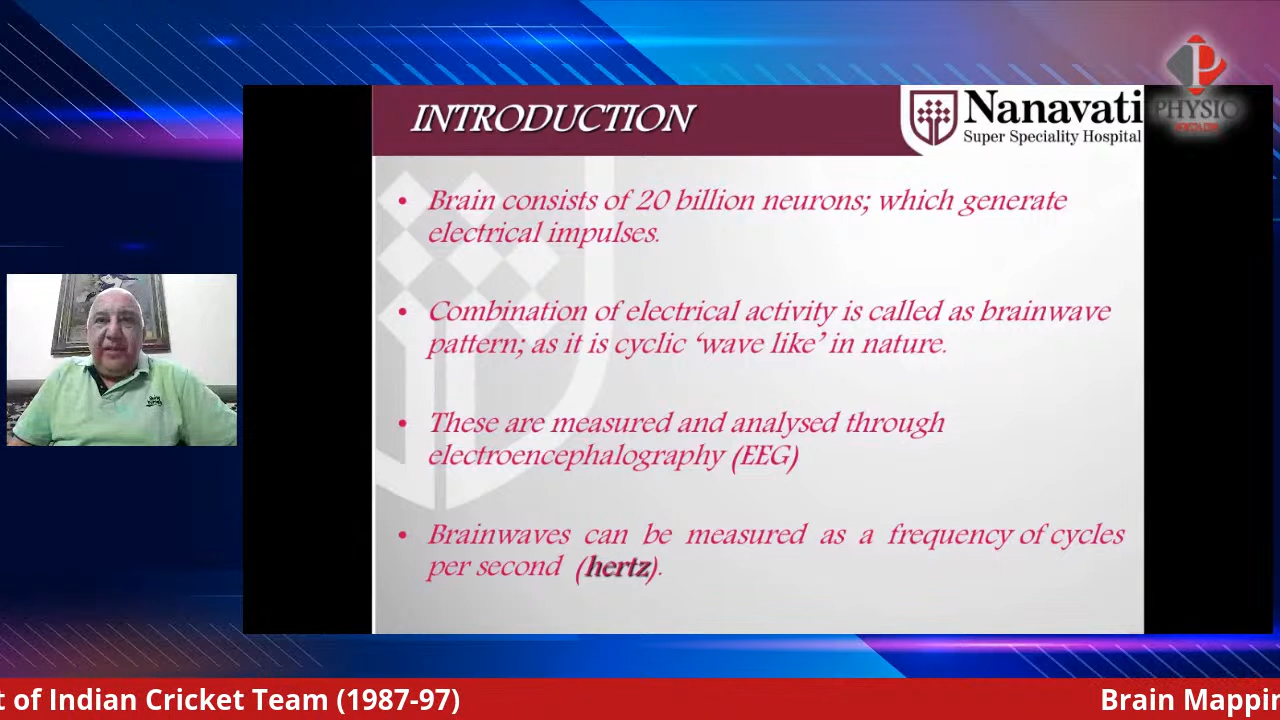 INTRODUCTION
Nanavati
Super Speciality Hospital
PHYSIO
• Brain consists of 20 billion neurons; which generate
electrical impulses.
• Combination of electrical activity is called as brainwave
pattern; as it is cyclic ‘wave like’ in nature.
• These are measured and analysed through
electroencephalography (EEG)
• Brainwaves can be measured as a frequency of cycles
per second (hertz).
t of Indian Cricket Team (1987-97)
Brain Mappin